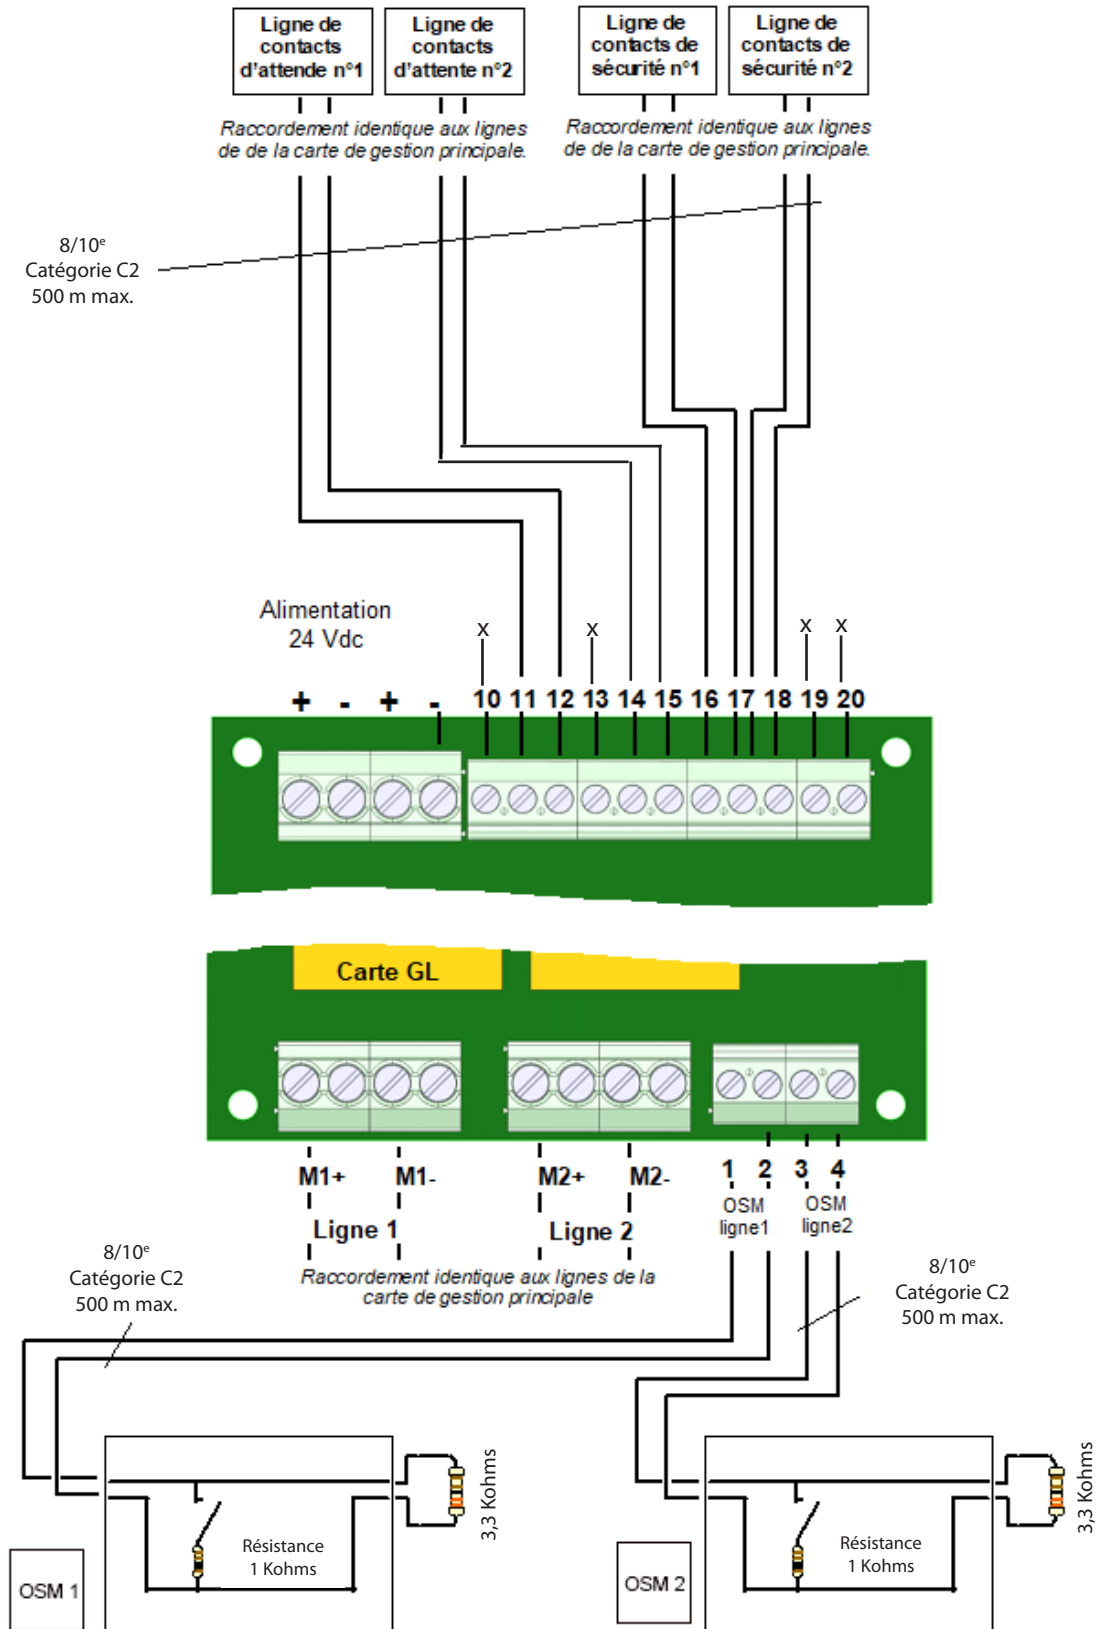 Ligne de
contacts
d'attende n°1
Ligne de
contacts
d'attente n°2
Ligne de
contacts de
sécurité n°1
Ligne de
contacts de
sécurité n°2
Raccordement identique aux lignes
de de la carte de gestion principale.
Raccordement identique aux lignes
de de la carte de gestion principale.
8/10e
Catégorie C2
500 m max.
Alimentation
24 Vdc
x x x x
+ - + - 10 11 12 13 14 15 16 17 18 19 20
Carte GL
M1+ M1- M2+ M2- 1 2 3 4
OSM
ligne1
OSM
ligne2
Ligne 1 Ligne 2
Raccordement identique aux lignes de la
carte de gestion principale
8/10e
Catégorie C2
500 m max.
8/10e
Catégorie C2
500 m max.
3,3 Kohms
Résistance
1 Kohms
OSM 1
3,3 Kohms
Résistance
1 Kohms
OSM 2